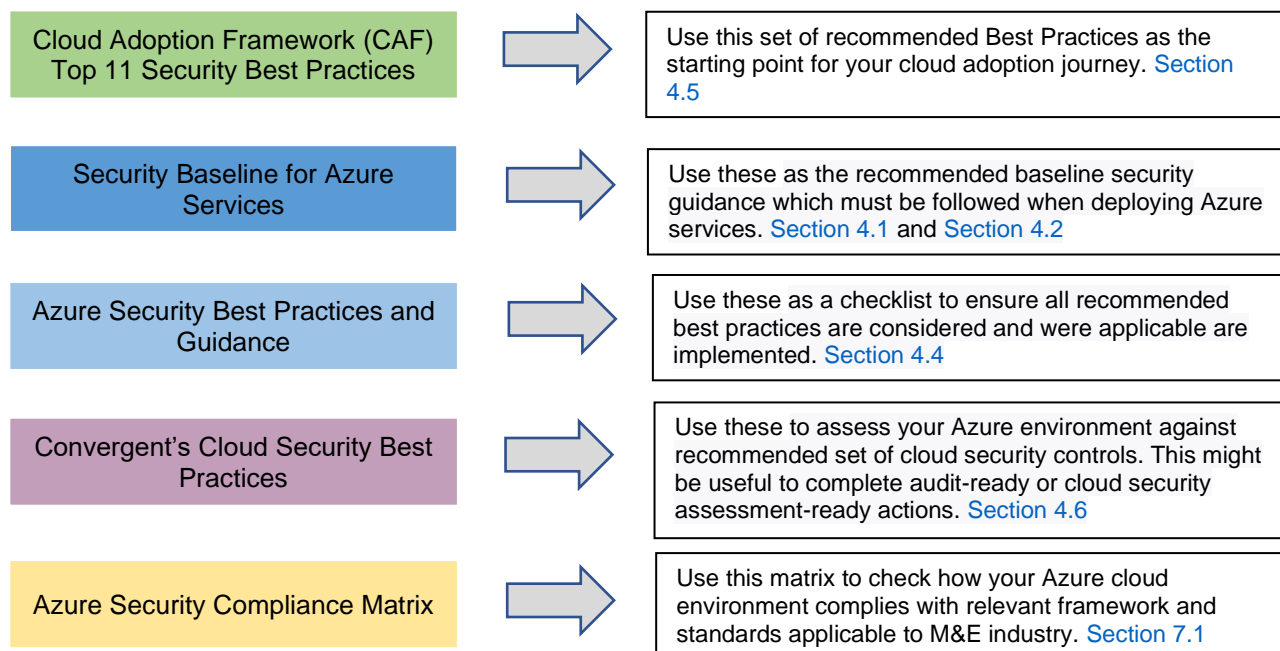 Cloud Adoption Framework (CAF)
Top 11 Security Best Practices
Use this set of recommended Best Practices as the
starting point for your cloud adoption journey. Section
4.5
Security Baseline for Azure
Services
Use these as the recommended baseline security
guidance which must be followed when deploying Azure
services. Section 4.1 and Section 4.2
Azure Security Best Practices and
Guidance
Use these as a checklist to ensure all recommended
best practices are considered and were applicable are
implemented. Section 4.4
Convergent’s Cloud Security Best
Practices
Use these to assess your Azure environment against
recommended set of cloud security controls. This might
be useful to complete audit-ready or cloud security
assessment-ready actions. Section 4.6
Azure Security Compliance Matrix
Use this matrix to check how your Azure cloud
environment complies with relevant framework and
standards applicable to M&E industry. Section 7.1